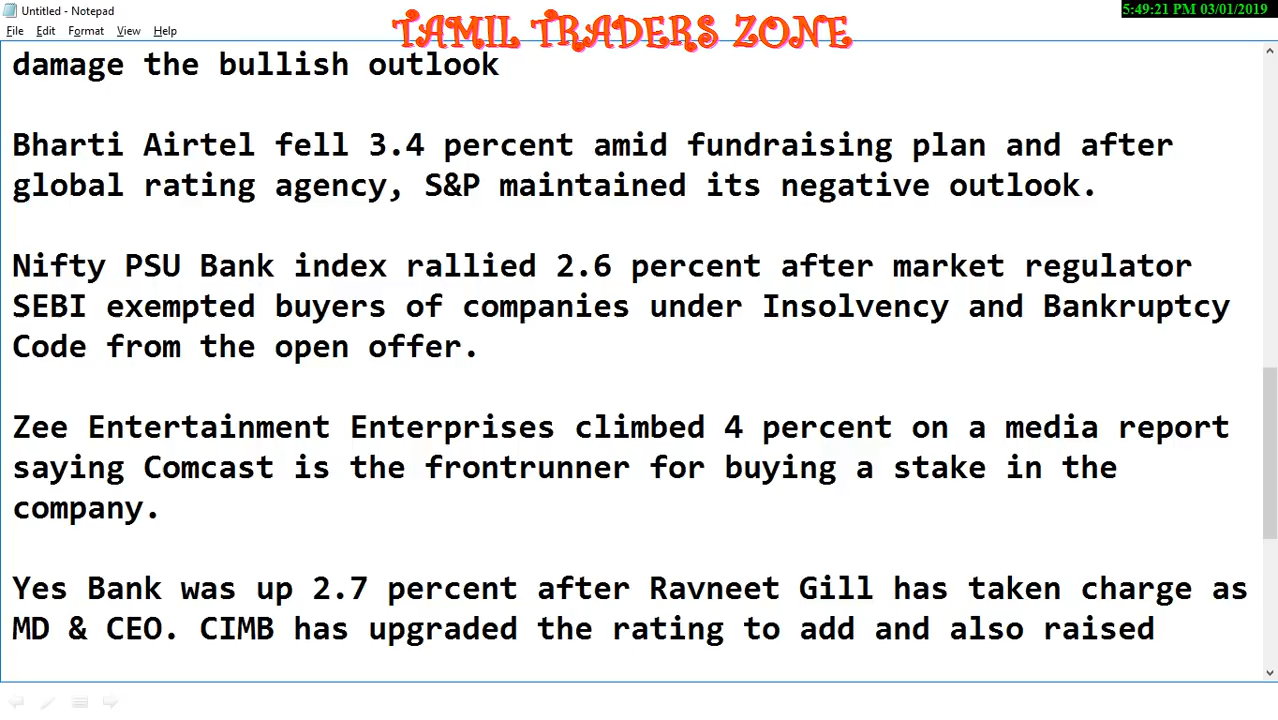 Untitled - Notepad
5:49:21 PM 03/01/2019
File Edit Format View Help
TAMIL TRADERS ZONE
damage the bullish outlook
Bharti Airtel fell 3.4 percent amid fundraising plan and after
global rating agency, S&P maintained its negative outlook.
Nifty PSU Bank index rallied 2.6 percent after market regulator
SEBI exempted buyers of companies under Insolvency and Bankruptcy
Code from the open offer.
Zee Entertainment Enterprises climbed 4 percent on a media report
saying Comcast is the frontrunner for buying a stake in the
company.
Yes Bank was up 2.7 percent after Ravneet Gill has taken charge as
MD & CEO. CIMB has upgraded the rating to add and also raised